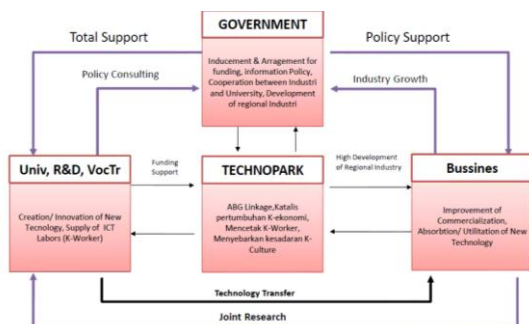 GOVERNMENT
Total Support
Policy Support
Inducement & Arragement for
funding, Information Policy,
Cooperation between Industri
and University, Development
of regional Industri
Policy Consulting
Industry Growth
Univ, R&D, VocTr
Funding
Support
TECHNOPARK
High Development
of Regional Industry
Bussines
Creation/ Innovation of New
Tecnology, Supply of ICT
Labors (K-Worker)
ABG Linkage,Katalis
pertumbuhan K-ekonomi,
Mencetak K-Worker,
Menyebarkan kesadaran K-
Culture
Improvement of
Commercialization,
Absorbtion/ Utilitation of New
Technology
Technology Transfer
Joint Research